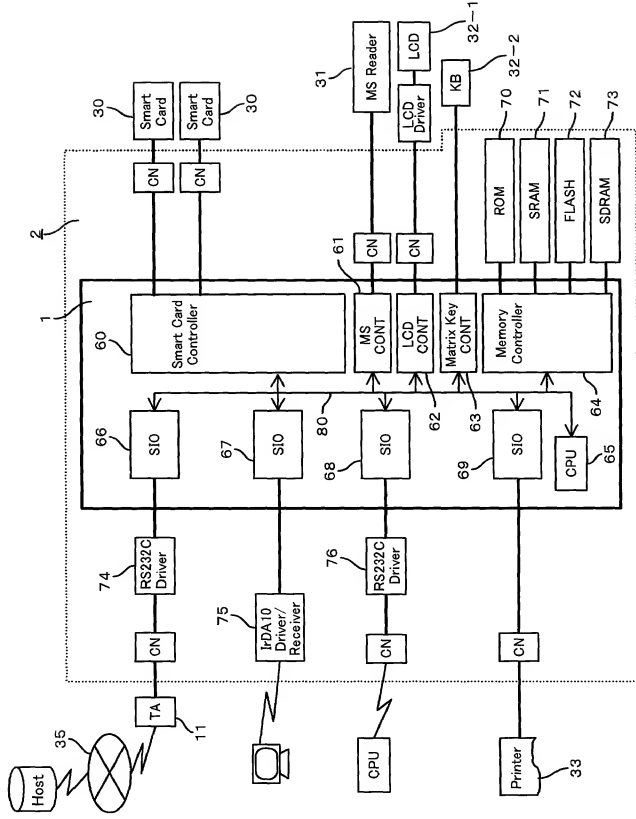 30
Smart
Card
30
Smart
Card
CN
CN
31
MS Reader
32-1
LCD
LCD
Driver
32-2
KB
70
ROM
71
SRAM
72
FLASH
73
SDRAM
CN
CN
2
1
60
Smart Card
Controller
61
MS
CONT
LCD
CONT
62
Matrix Key
CONT
63
Memory
Controller
64
80
66
SIO
67
SIO
68
SIO
69
SIO
CPU
65
74
RS232C
Driver
75
IrDA10
Driver/
Receiver
76
RS232C
Driver
CN
CN
CN
TA
11
35
Host
CPU
Printer
33